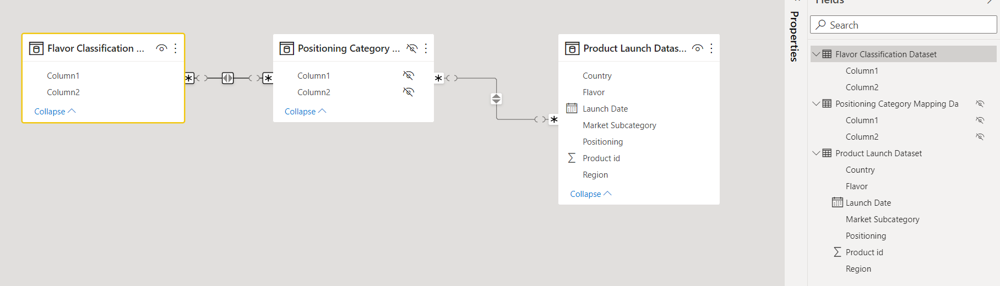 Flavor Classification ...
Column1
Column2
Collapse
*
*
Positioning Category ...
Column1
Column2
Collapse
*
*
Product Launch Datas...
Country
Flavor
Launch Date
Market Subcategory
Positioning
Σ Product id
Region
Collapse
Properties
Fields
Search
Flavor Classification Dataset
Column1
Column2
Positioning Category Mapping Da
Column1
Column2
Product Launch Dataset
Country
Flavor
Launch Date
Market Subcategory
Positioning
Σ Product id
Region